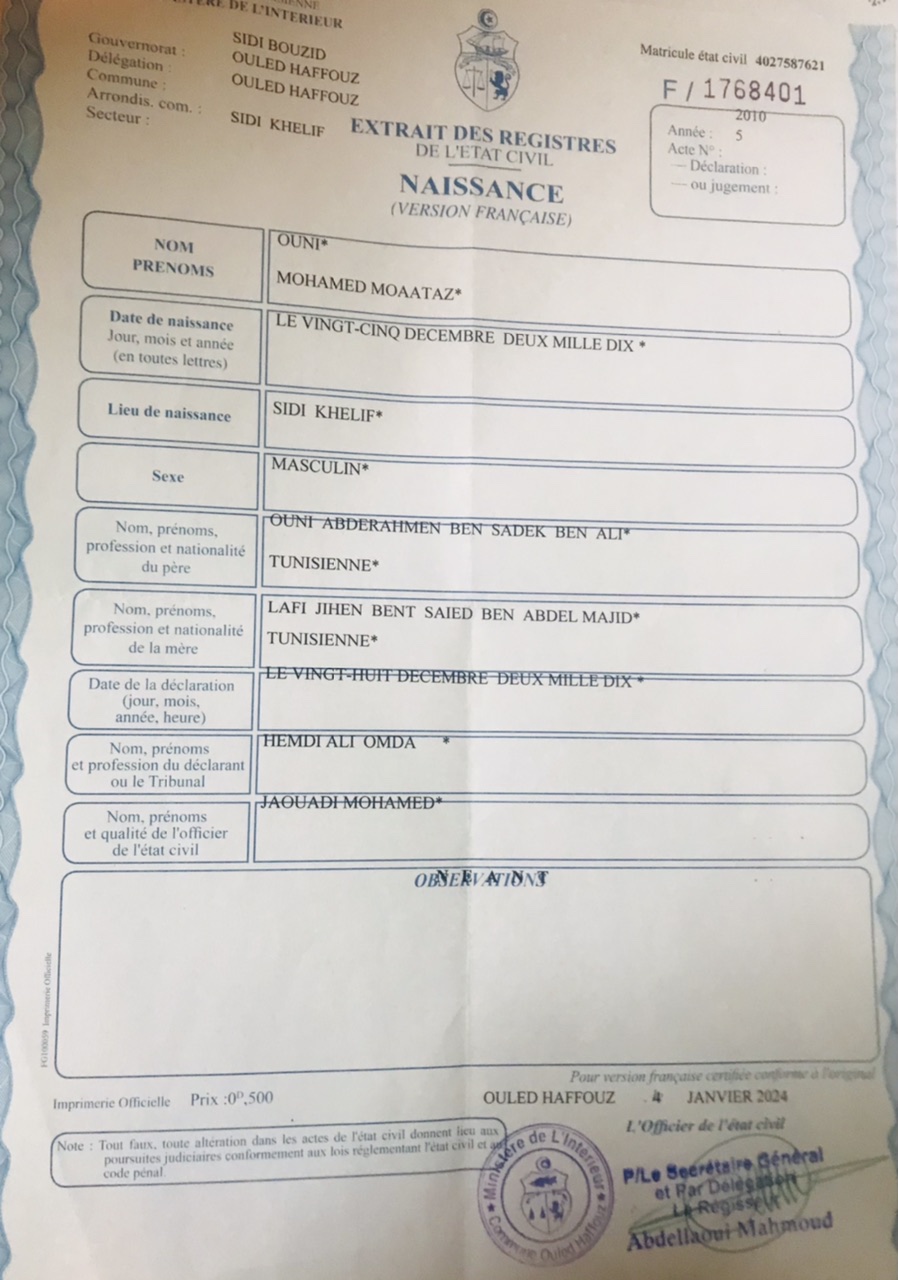 MINISTÈRE DE L'INTERIEUR
Gouvernorat : SIDI BOUZID
Délégation : OULED HAFFOUZ
Commune : OULED HAFFOUZ
Arrondis. com. :
Secteur : SIDI KHELIF
Matricule état civil 4027587621
F / 1768401
2010
Année : 5
Acte N° :
— Déclaration :
— ou jugement :
EXTRAIT DES REGISTRES
DE L'ETAT CIVIL
NAISSANCE
(VERSION FRANÇAISE)
NOM
PRENOMS
OUNI*
MOHAMED MOAATAZ*
Date de naissance
Jour, mois et année
(en toutes lettres)
LE VINGT-CINQ DECEMBRE DEUX MILLE DIX *
Lieu de naissance
SIDI KHELIF*
Sexe
MASCULIN*
Nom, prénoms,
profession et nationalité
du père
OUNI ABDERAHMEN BEN SADEK BEN ALI*
TUNISIENNE*
Nom, prénoms,
profession et nationalité
de la mère
LAFI JIHEN BENT SAIED BEN ABDEL MAJID*
TUNISIENNE*
Date de la déclaration
(jour, mois,
année, heure)
LE VINGT-HUIT DECEMBRE DEUX MILLE DIX *
Nom, prénoms
et profession du déclarant
ou le Tribunal
HEMDI ALI OMDA *
Nom, prénoms
et qualité de l'officier
de l'état civil
JAOUADI MOHAMED*
OBSERVATIONS
N E A N T
FG100039 Imprimerie Officielle
Pour version française certifiée conforme à l'original
Imprimerie Officielle Prix :0ᴰ,500
OULED HAFFOUZ 4 JANVIER 2024
L'Officier de l'état civil
Note : Tout faux, toute altération dans les actes de l'état civil donnent lieu aux
poursuites judiciaires conformement aux lois réglementant l'état civil et au
code pénal.
Ministère de L'Intérieur
Commune Ouled Haffouz
P/Le Secrétaire Général
et Par Délégation
Le Régisseur
Abdellaoui Mahmoud